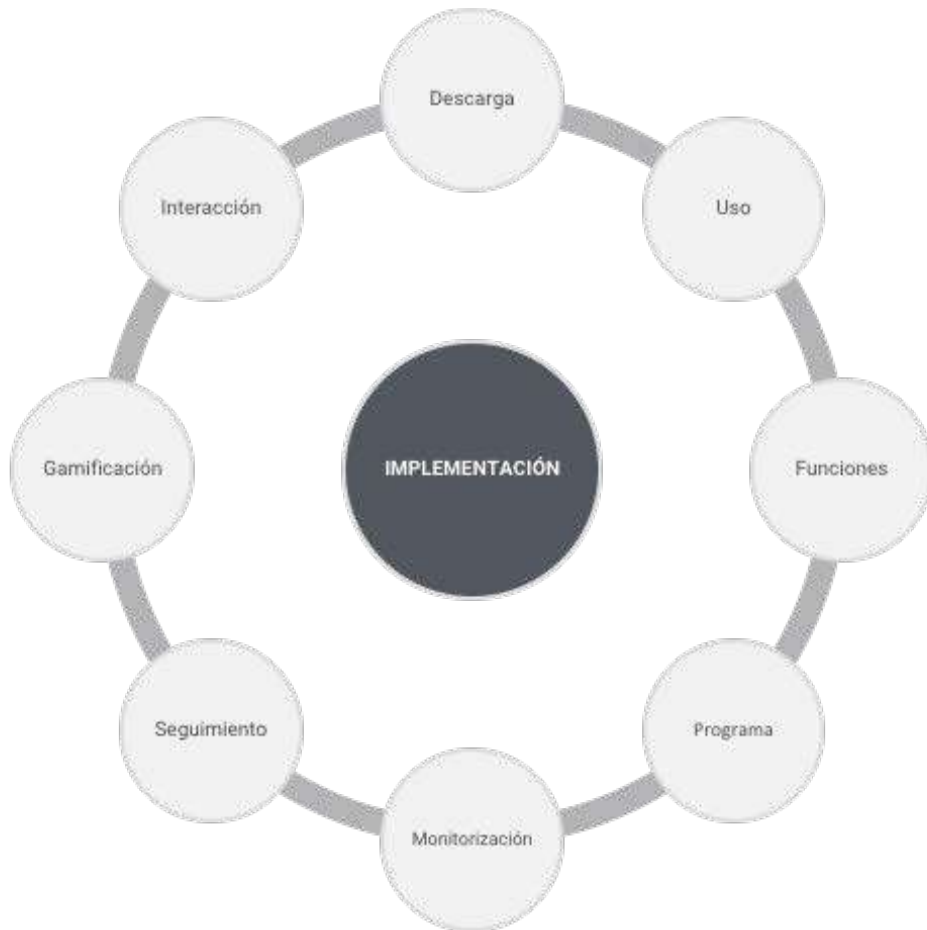 Descarga
Uso
Funciones
Programa
Monitorización
Seguimiento
Gamificación
Interacción
IMPLEMENTACIÓN